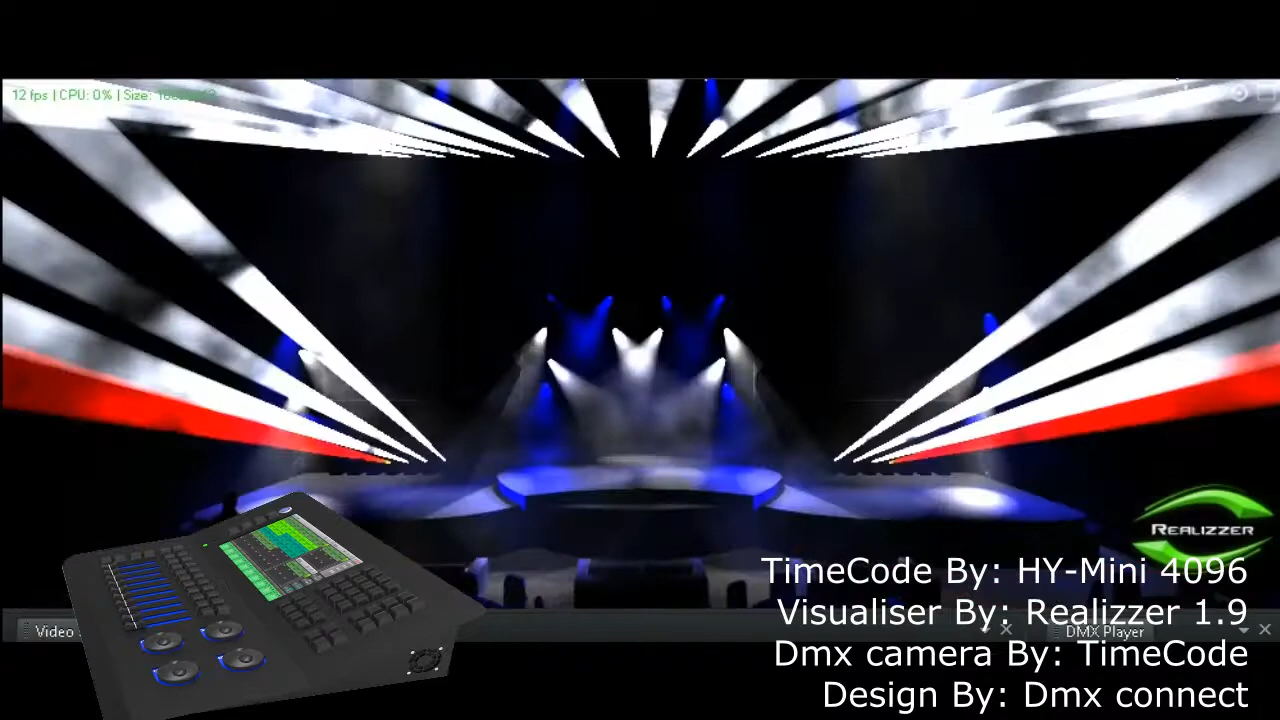 12 fps | CPU: 0% | Size:
REALIZZER
TimeCode By: HY-Mini 4096
Visualiser By: Realizzer 1.9
Video
DMX Player
Dmx camera By: TimeCode
Design By: Dmx connect